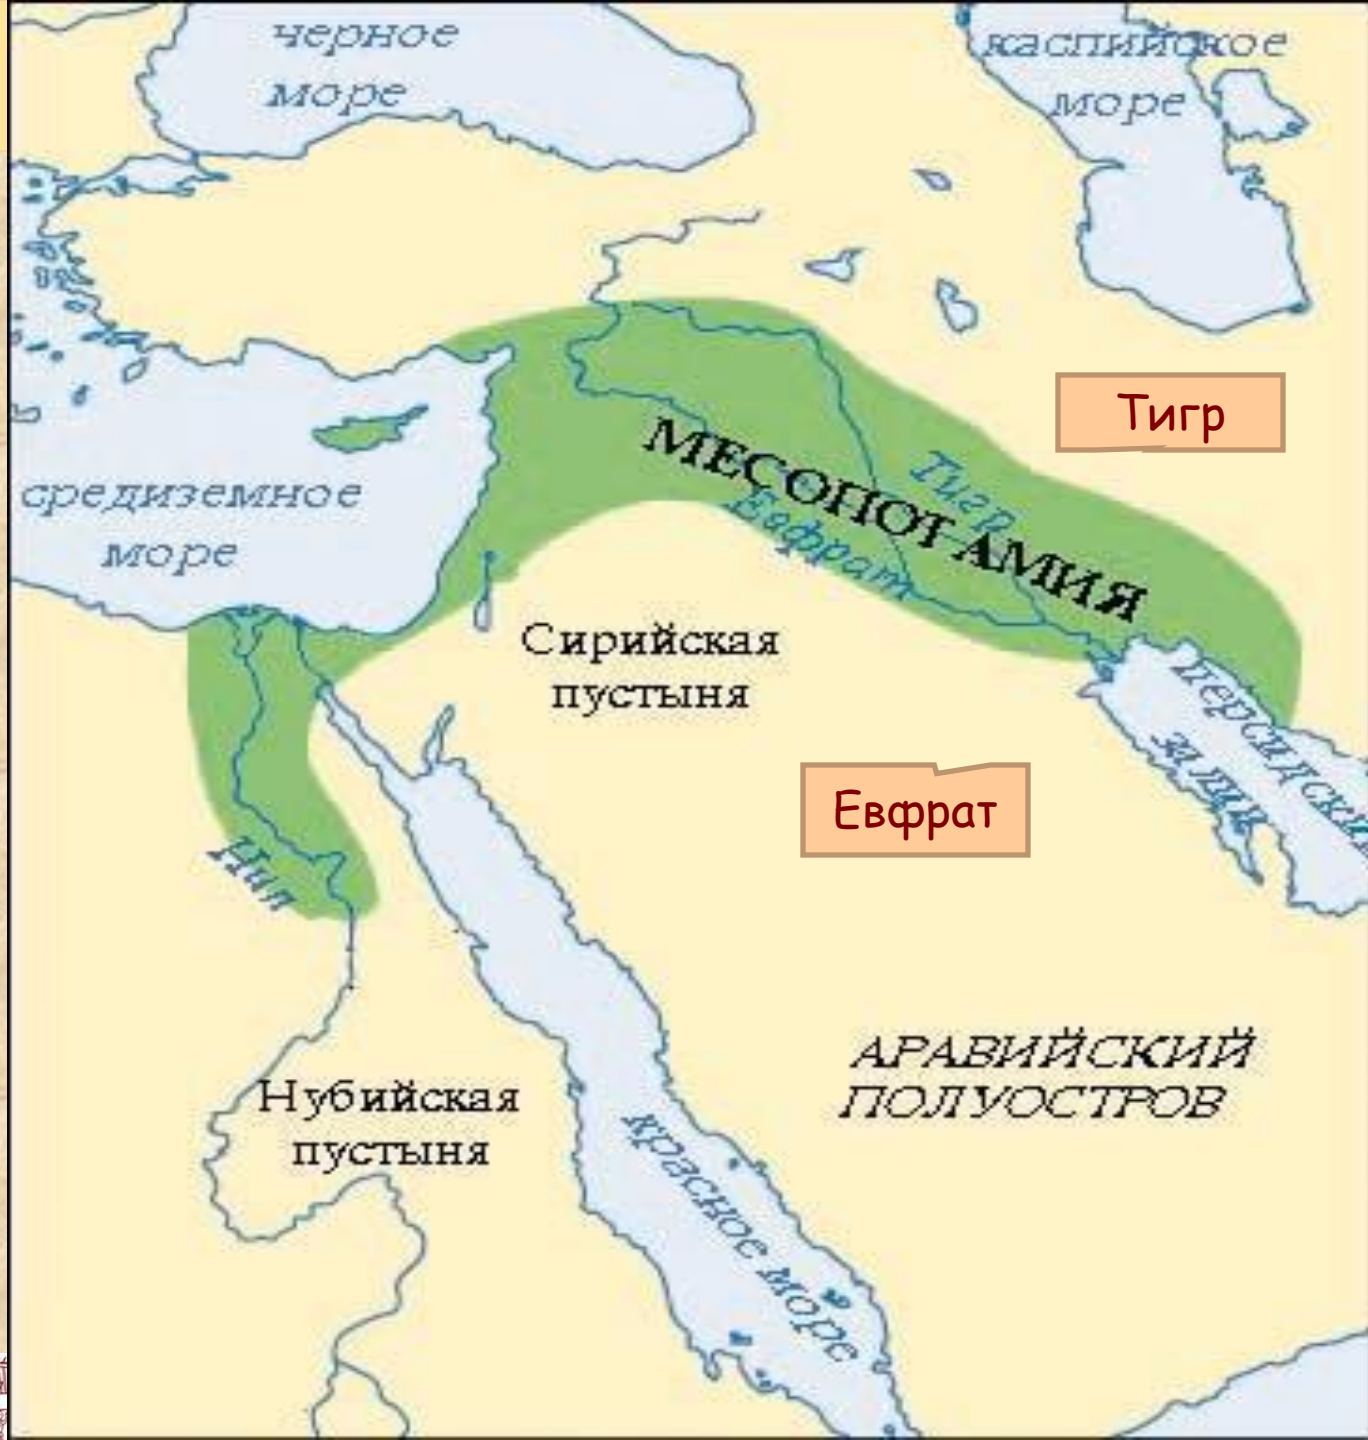 черное
море
каспийское
море
Тигр
МЕСОПОТАМИЯ
Тигр
Евфрат
средиземное
море
Сирийская
пустыня
персидский
залив
Евфрат
Нил
АРАВИЙСКИЙ
ПОЛУОСТРОВ
Нубийская
пустыня
красное море